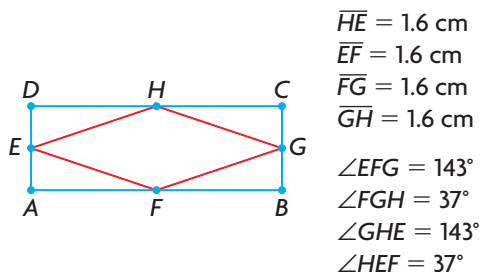 D H C
E G
A F B
HE = 1.6 cm
EF = 1.6 cm
FG = 1.6 cm
GH = 1.6 cm
∠EFG = 143°
∠FGH = 37°
∠GHE = 143°
∠HEF = 37°